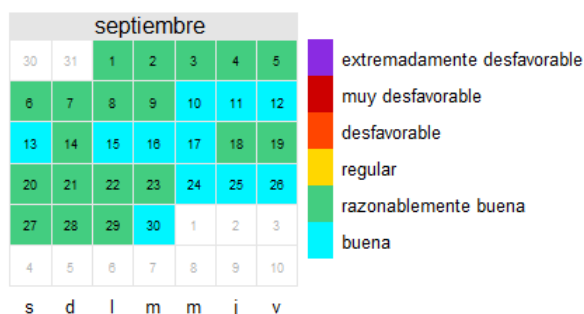 septiembre
30 31 1 2 3 4 5
6 7 8 9 10 11 12
13 14 15 16 17 18 19
20 21 22 23 24 25 26
27 28 29 30 1 2 3
4 5 6 7 8 9 10
s d l m m j v
extremadamente desfavorable
muy desfavorable
desfavorable
regular
razonablemente buena
buena